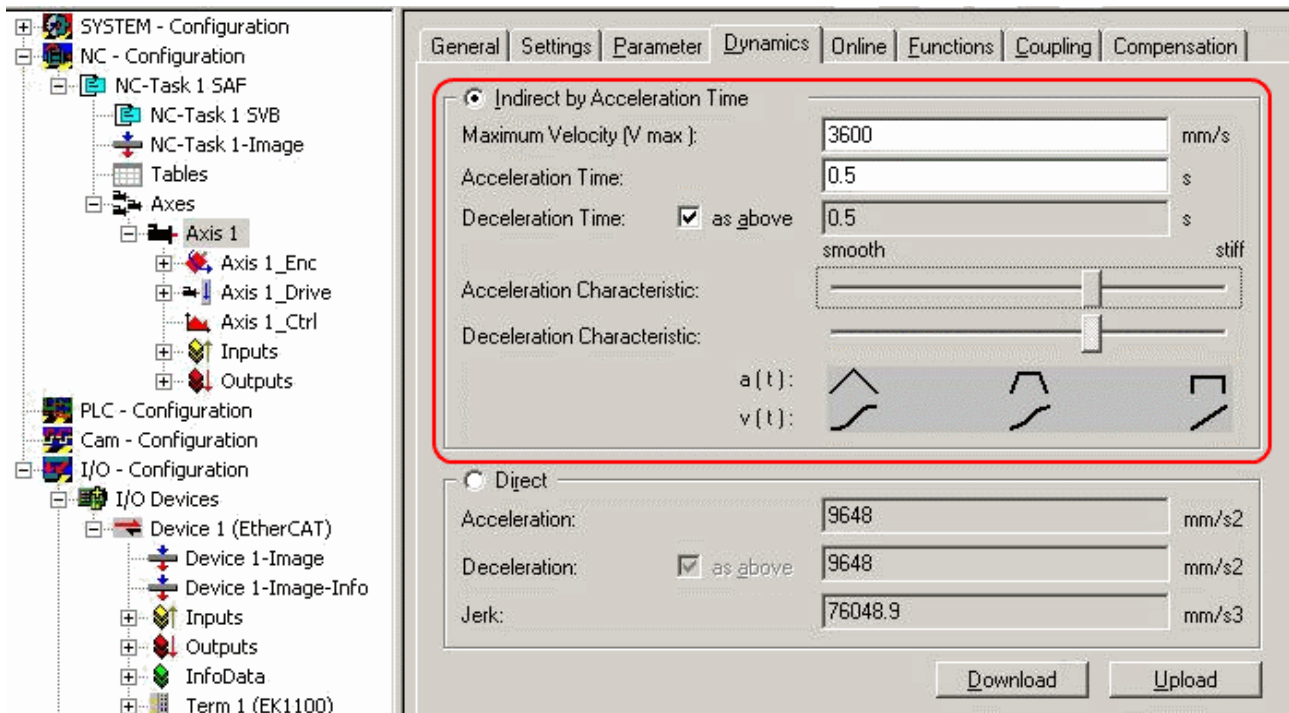 SYSTEM - Configuration
NC - Configuration
NC-Task 1 SAF
NC-Task 1 SVB
NC-Task 1-Image
Tables
Axes
Axis 1
Axis 1_Enc
Axis 1_Drive
Axis 1_Ctrl
Inputs
Outputs
PLC - Configuration
Cam - Configuration
I/O - Configuration
I/O Devices
Device 1 (EtherCAT)
Device 1-Image
Device 1-Image-Info
Inputs
Outputs
InfoData
Term 1 (EK1100)
General Settings Parameter Dynamics Online Functions Coupling Compensation
Indirect by Acceleration Time
Maximum Velocity (V max ): 3600 mm/s
Acceleration Time: 0.5 s
Deceleration Time: as above 0.5 s
smooth stiff
Acceleration Characteristic:
Deceleration Characteristic:
a ( t ) :
v ( t ) :
Direct
Acceleration: 9648 mm/s2
Deceleration: as above 9648 mm/s2
Jerk: 76048.9 mm/s3
Download Upload